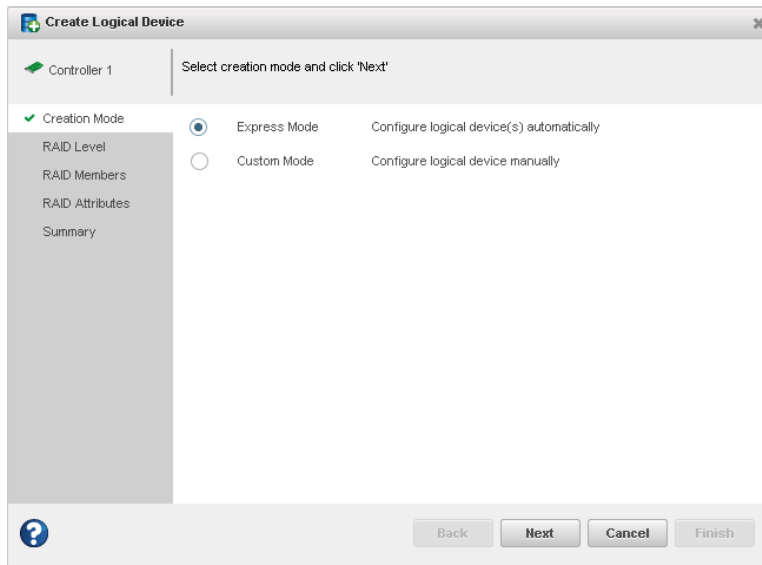 Create Logical Device
Controller 1
Select creation mode and click 'Next'
Creation Mode
RAID Level
RAID Members
RAID Attributes
Summary
Express Mode Configure logical device(s) automatically
Custom Mode Configure logical device manually
?
Back Next Cancel Finish